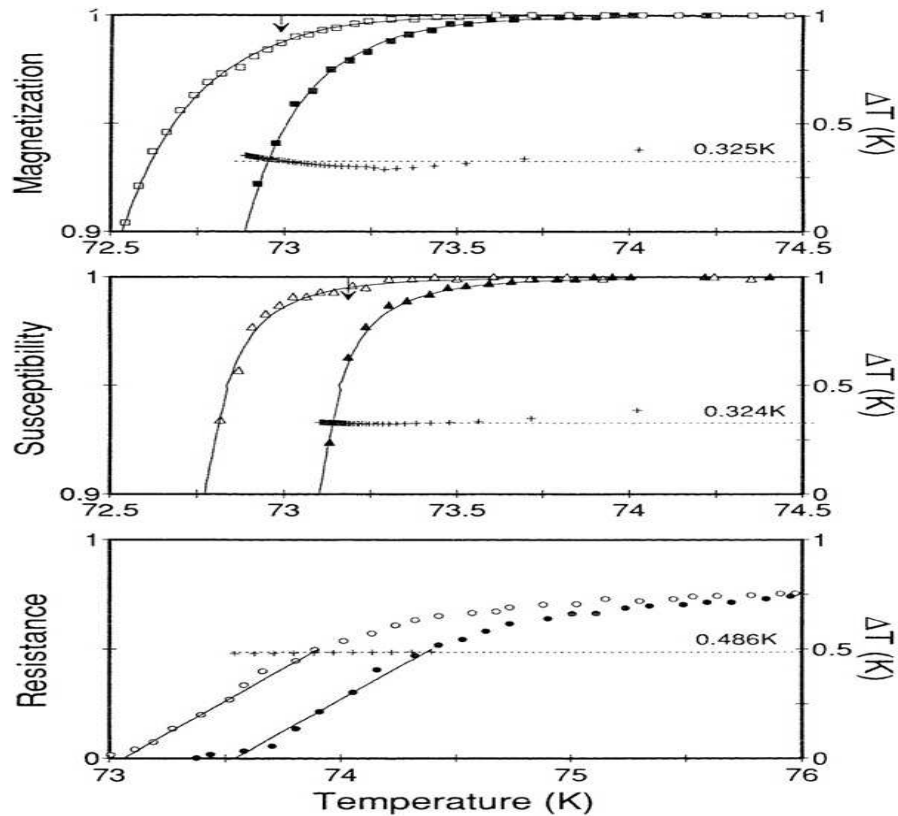 1
1
Magnetization
0.5
ΔT (K)
0.325K
0.9
0
72.5
73
73.5
74
74.5
1
1
Susceptibility
0.5
ΔT (K)
0.324K
0.9
0
72.5
73
73.5
74
74.5
1
1
Resistance
0.486K
0.5
ΔT (K)
0
0
73
74
75
76
Temperature (K)